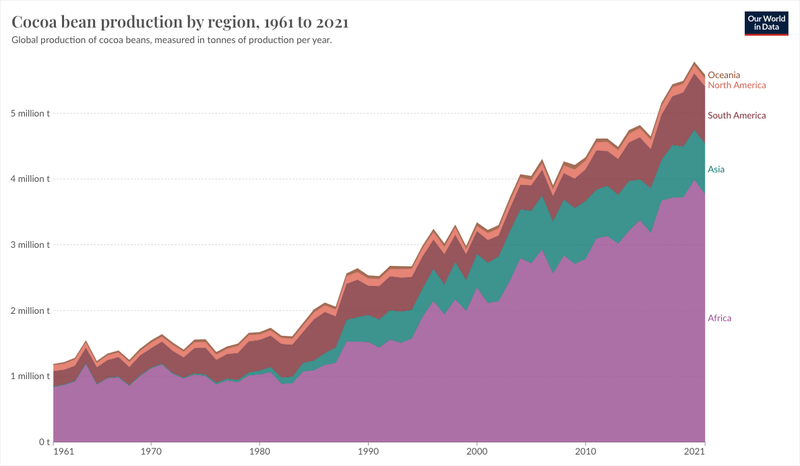 Cocoa bean production by region, 1961 to 2021
Global production of cocoa beans, measured in tonnes of production per year.
Our World
in Data
5 million t
4 million t
3 million t
2 million t
1 million t
0 t
Oceania
North America
South America
Asia
Africa
1961
1970
1980
1990
2000
2010
2021